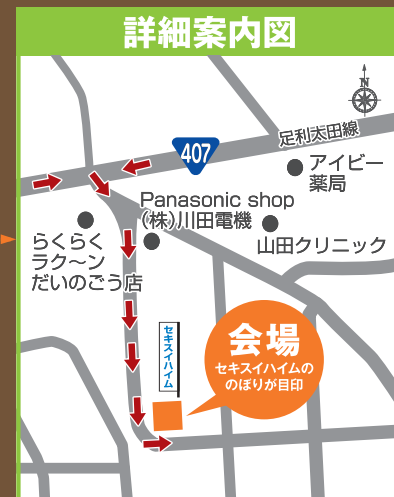 詳細案内図
N
足利太田線
407
アイビー
薬局
Panasonic shop
(株)川田電機
山田クリニック
らくらく
ラク〜ン
だいのごう店
セキスイハイム
会場
セキスイハイムの
のぼりが目印